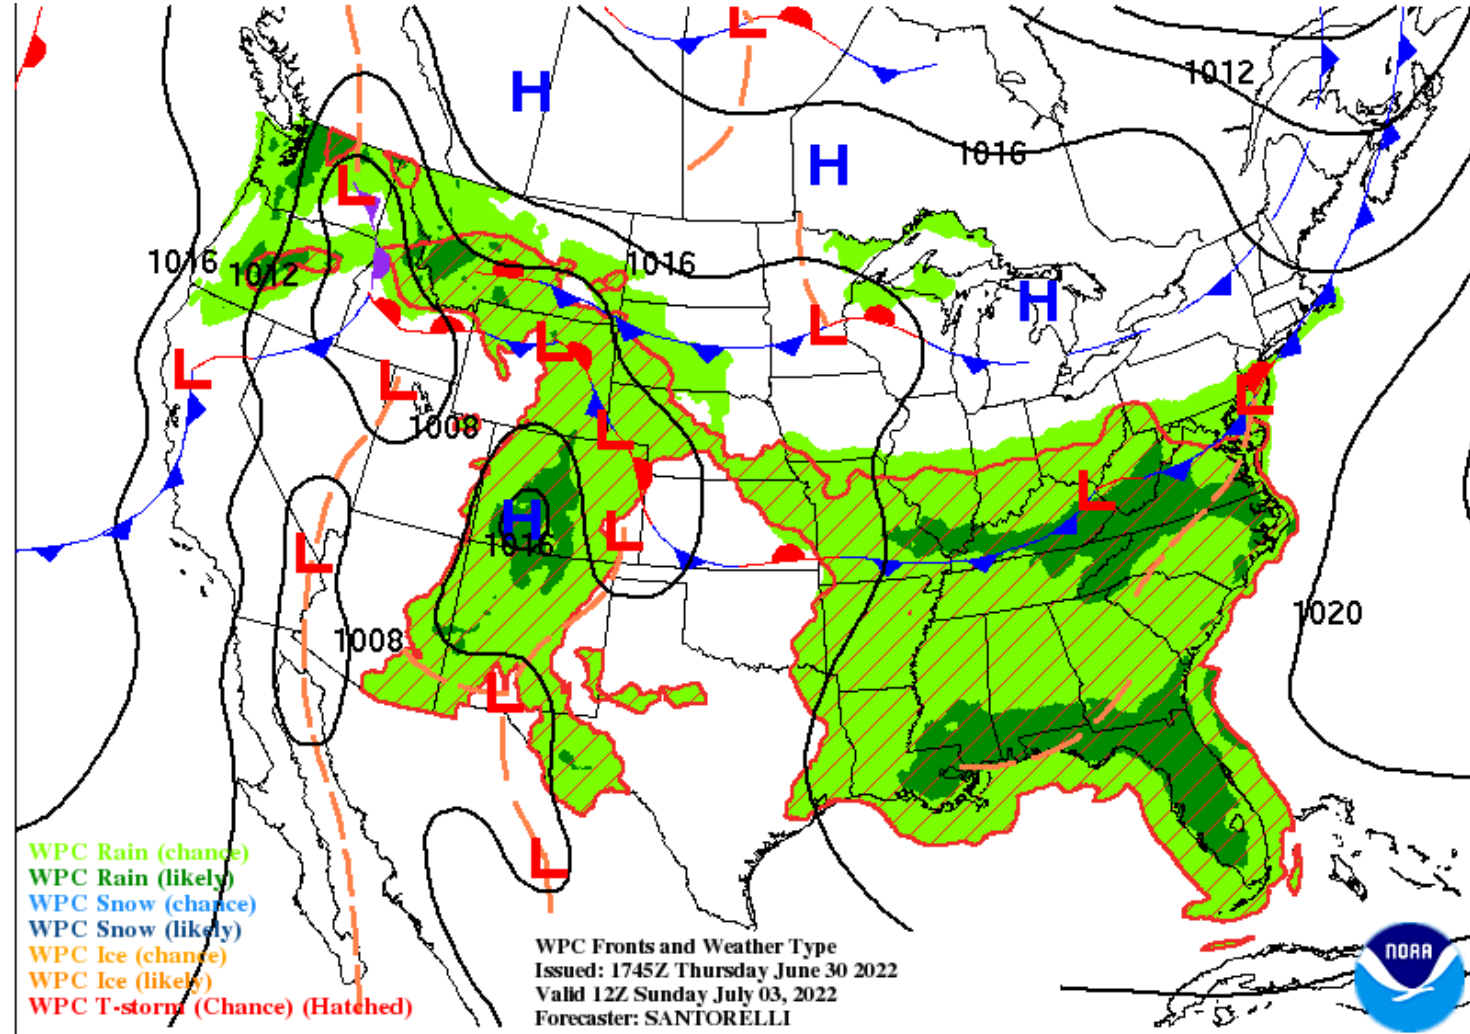 L
H
1012
H
1016
L
1016
1012
1016
H
L
L
L
L
L
1008
L
L
H
1016
L
L
1020
1008
L
L
WPC Rain (chance)
WPC Rain (likely)
WPC Snow (chance)
WPC Snow (likely)
WPC Ice (chance)
WPC Ice (likely)
WPC T-storm (Chance) (Hatched)
WPC Fronts and Weather Type
Issued: 1745Z Thursday June 30 2022
Valid 12Z Sunday July 03, 2022
Forecaster: SANTORELLI
NOAA